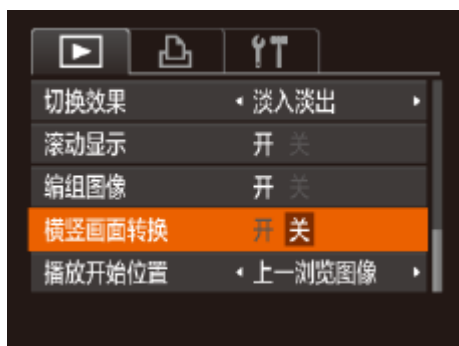 切换效果 淡入淡出
滚动显示 开 关
编组图像 开 关
横竖画面转换 开 关
播放开始位置 上一浏览图像